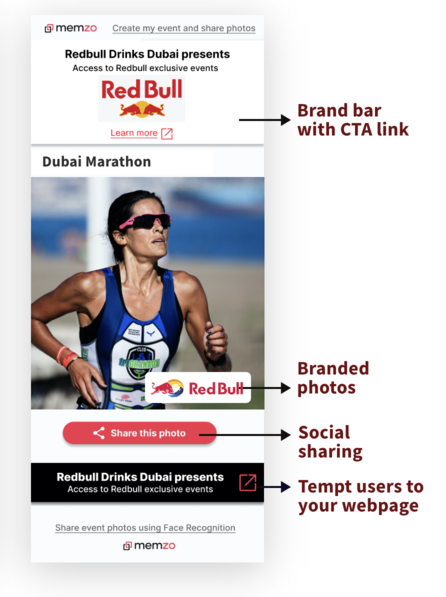 memzo
Create my event and share photos
Redbull Drinks Dubai presents
Access to Redbull exclusive events
Red Bull
Learn more
Brand bar
with CTA link
Dubai Marathon
Red Bull
Branded
photos
Share this photo
Social
sharing
Redbull Drinks Dubai presents
Access to Redbull exclusive events
Tempt users to
your webpage
Share event photos using Face Recognition
memzo